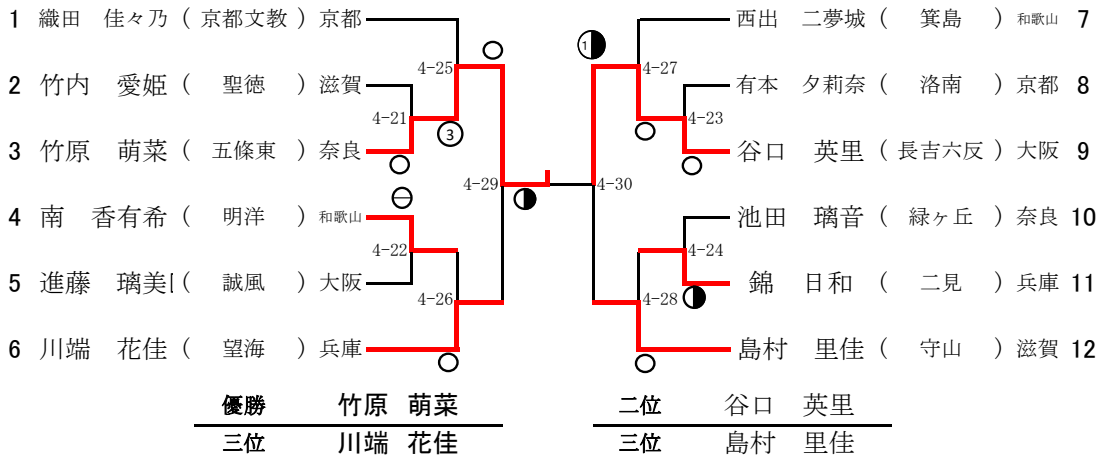 1 織田 佳々乃 ( 京都文教 ) 京都
2 竹内 愛姫 ( 聖徳 ) 滋賀
3 竹原 萌菜 ( 五條東 ) 奈良
4 南 香有希 ( 明洋 ) 和歌山
5 進藤 璃美 ( 誠風 ) 大阪
6 川端 花佳 ( 望海 ) 兵庫
4-25
4-21
③
4-22
4-26
4-29
4-30
①
4-27
4-23
4-24
4-28
西出 二夢城 ( 箕島 ) 和歌山 7
有本 夕莉奈 ( 洛南 ) 京都 8
谷口 英里 ( 長吉六反 ) 大阪 9
池田 璃音 ( 緑ヶ丘 ) 奈良 10
錦 日和 ( 二見 ) 兵庫 11
島村 里佳 ( 守山 ) 滋賀 12
優勝 竹原 萌菜
三位 川端 花佳
二位 谷口 英里
三位 島村 里佳